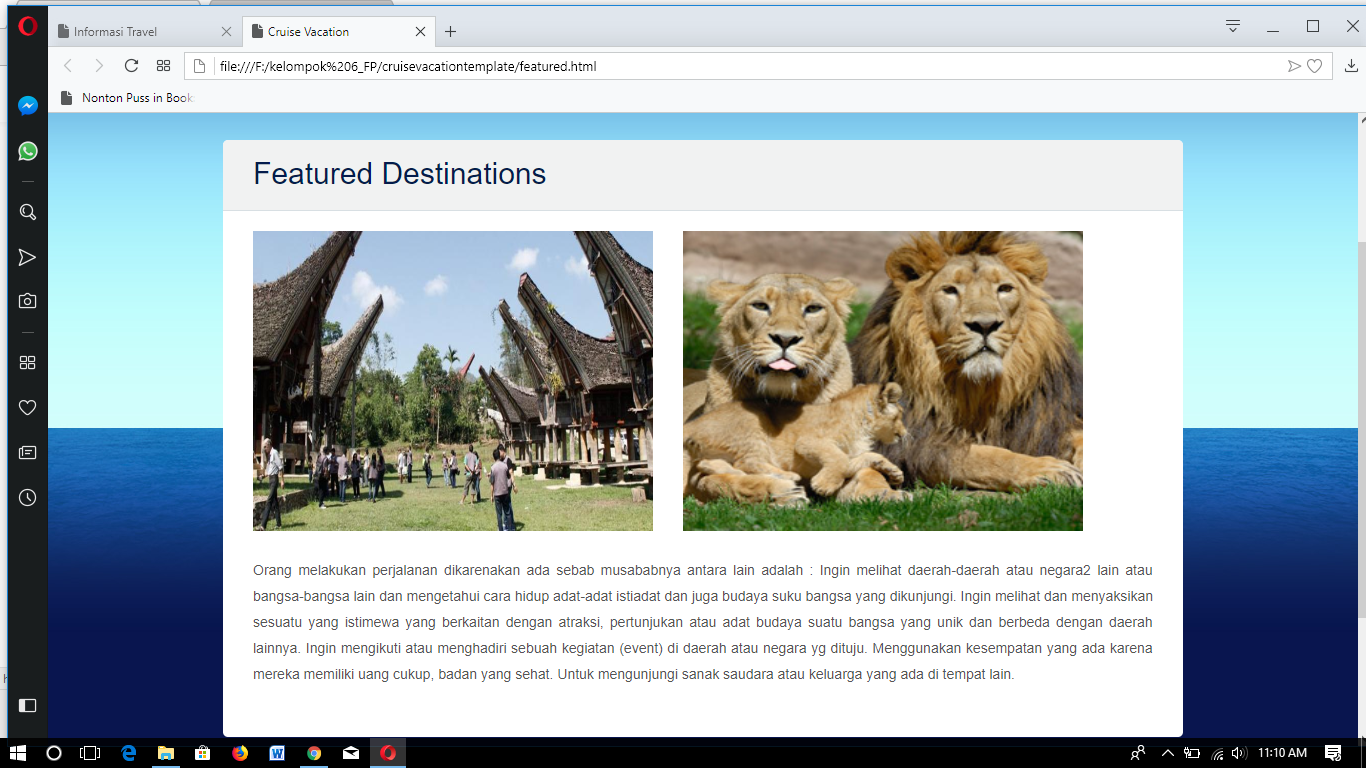 Informasi Travel
Cruise Vacation
file:///F:/kelompok%206_FP/cruisevacationtemplate/featured.html
Nonton Puss in Book
Featured Destinations
Orang melakukan perjalanan dikarenakan ada sebab musababnya antara lain adalah : Ingin melihat daerah-daerah atau negara2 lain atau
bangsa-bangsa lain dan mengetahui cara hidup adat-adat istiadat dan juga budaya suku bangsa yang dikunjungi. Ingin melihat dan menyaksikan
sesuatu yang istimewa yang berkaitan dengan atraksi, pertunjukan atau adat budaya suatu bangsa yang unik dan berbeda dengan daerah
lainnya. Ingin mengikuti atau menghadiri sebuah kegiatan (event) di daerah atau negara yg dituju. Menggunakan kesempatan yang ada karena
mereka memiliki uang cukup, badan yang sehat. Untuk mengunjungi sanak saudara atau keluarga yang ada di tempat lain.
11:10 AM